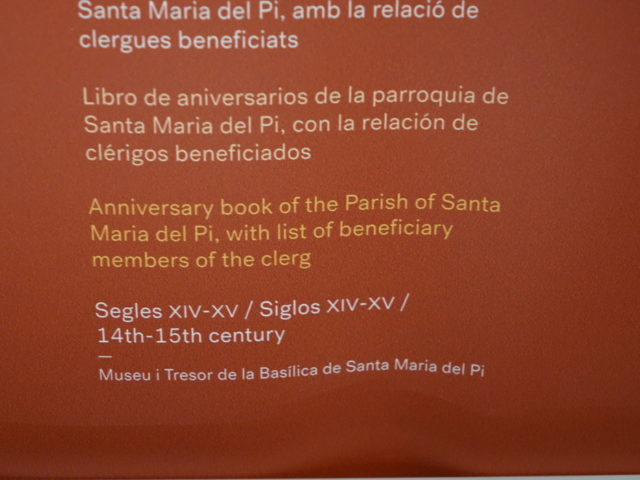 Santa Maria del Pi, amb la relació de
clergues beneficiats
Libro de aniversarios de la parroquia de
Santa Maria del Pi, con la relación de
clérigos beneficiados
Anniversary book of the Parish of Santa
Maria del Pi, with list of beneficiary
members of the clerg
Segles XIV-XV / Siglos XIV-XV /
14th-15th century
Museu i Tresor de la Basílica de Santa Maria del Pi